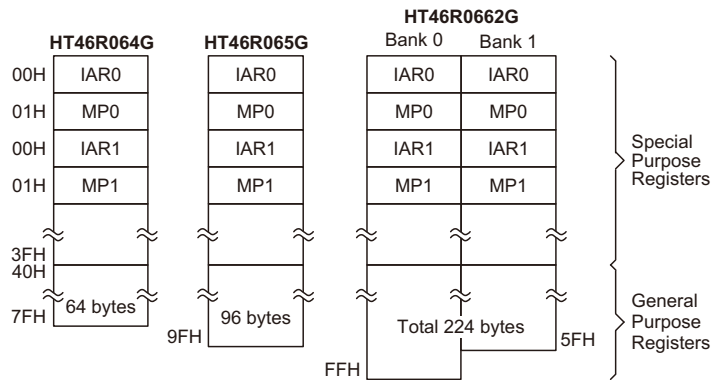 HT46R0662G
HT46R064G HT46R065G Bank 0 Bank 1
00H IAR0 IAR0 IAR0 IAR0
01H MP0 MP0 MP0 MP0
00H IAR1 IAR1 IAR1 IAR1
01H MP1 MP1 MP1 MP1
Special
Purpose
Registers
3FH
40H
7FH 64 bytes
9FH 96 bytes
Total 224 bytes
5FH
FFH
General
Purpose
Registers